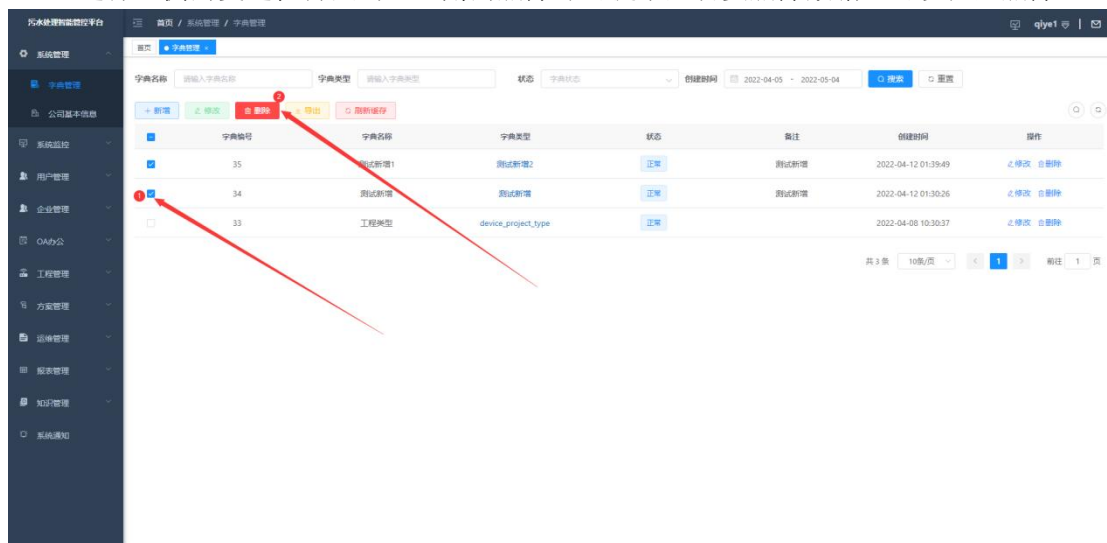 污水处理智能管控平台
首页 / 系统管理 / 字典管理
qiye1
系统管理
字典管理
公司基本信息
系统监控
用户管理
企业管理
OA办公
工程管理
方案管理
运维管理
报表管理
知识管理
系统通知
首页 字典管理 ×
字典名称 请输入字典名称 字典类型 请输入字典类型 状态 字典状态 创建时间 2022-04-05 - 2022-05-04 搜索 重置
2
+ 新增 修改 删除 导出 刷新缓存
字典编号 字典名称 字典类型 状态 备注 创建时间 操作
35 测试新增1 测试新增2 正常 测试新增 2022-04-12 01:39:49 修改 删除
1 34 测试新增 测试新增 正常 测试新增 2022-04-12 01:30:26 修改 删除
33 工程类型 device_project_type 正常 2022-04-08 10:30:37 修改 删除
共 3 条 10条/页 < 1 > 前往 1 页